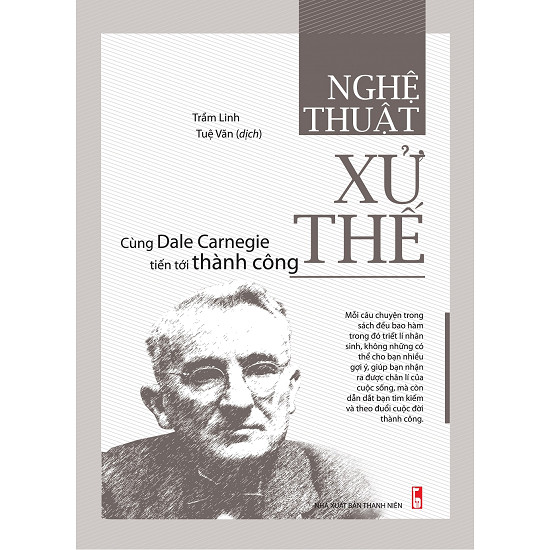 NGHỆ
THUẬT
XỬ
THẾ
Trầm Linh
Tuệ Văn (dịch)
Cùng Dale Carnegie
tiến tới thành công
Mỗi câu chuyện trong
sách đều bao hàm
trong đó triết lí nhân
sinh, không những có
thể cho bạn nhiều
gợi ý, giúp bạn nhận
ra được chân lí của
cuộc sống, mà còn
dẫn dắt bạn tìm kiếm
và theo đuổi cuộc đời
thành công.
NHÀ XUẤT BẢN THANH NIÊN